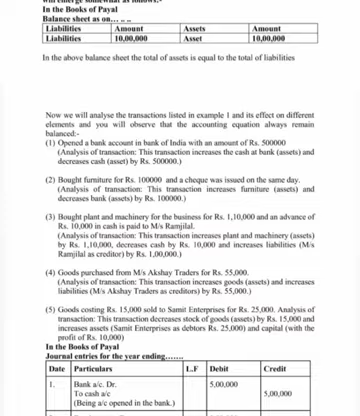 will emerge somewhat as follows:-
In the Books of Payal
Balance sheet as on… .. ..
Liabilities Amount Assets Amount
Liabilities 10,00,000 Asset 10,00,000
In the above balance sheet the total of assets is equal to the total of liabilities
Now we will analyse the transactions listed in example 1 and its effect on different
elements and you will observe that the accounting equation always remain
balanced:-
(1) Opened a bank account in bank of India with an amount of Rs. 500000
(Analysis of transaction: This transaction increases the cash at bank (assets) and
decreases cash (asset) by Rs. 500000.)
(2) Bought furniture for Rs. 100000 and a cheque was issued on the same day.
(Analysis of transaction: This transaction increases furniture (assets) and
decreases bank (assets) by Rs. 100000.)
(3) Bought plant and machinery for the business for Rs. 1,10,000 and an advance of
Rs. 10,000 in cash is paid to M/s Ramjilal.
(Analysis of transaction: This transaction increases plant and machinery (assets)
by Rs. 1,10,000, decreases cash by Rs. 10,000 and increases liabilities (M/s
Ramjilal as creditor) by Rs. 1,00,000.)
(4) Goods purchased from M/s Akshay Traders for Rs. 55,000.
(Analysis of transaction: This transaction increases goods (assets) and increases
liabilities (M/s Akshay Traders as creditors) by Rs. 55,000.)
(5) Goods costing Rs. 15,000 sold to Samit Enterprises for Rs. 25,000. Analysis of
transaction: This transaction decreases stock of goods (assets) by Rs. 15,000 and
increases assets (Samit Enterprises as debtors Rs. 25,000) and capital (with the
profit of Rs. 10,000)
In the Books of Payal
Journal entries for the year ending…….
Date Particulars L.F Debit Credit
1. Bank a/c. Dr. 5,00,000
To cash a/c 5,00,000
(Being a/c opened in the bank.)